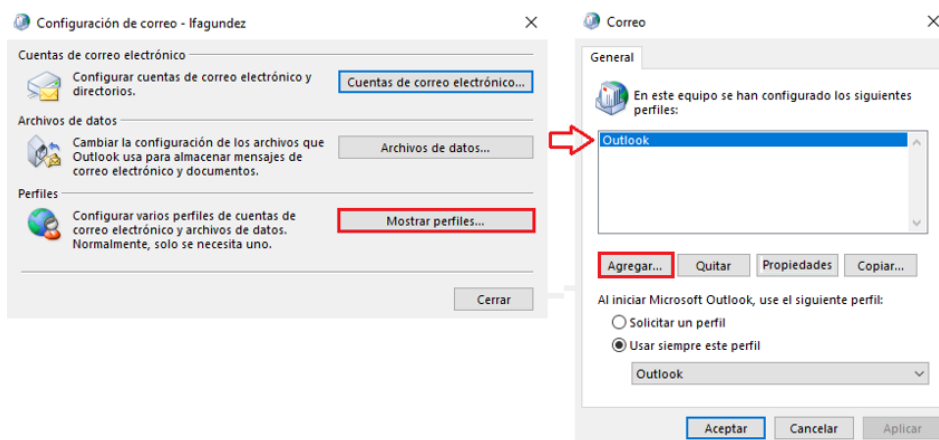 Configuración de correo - lfagundez
Cuentas de correo electrónico
Configurar cuentas de correo electrónico y
directorios.
Cuentas de correo electrónico...
Archivos de datos
Cambiar la configuración de los archivos que
Outlook usa para almacenar mensajes de
correo electrónico y documentos.
Archivos de datos...
Perfiles
Configurar varios perfiles de cuentas de
correo electrónico y archivos de datos.
Normalmente, solo se necesita uno.
Mostrar perfiles...
Cerrar
Correo
General
En este equipo se han configurado los siguientes
perfiles:
Outlook
Agregar...
Quitar
Propiedades
Copiar...
Al iniciar Microsoft Outlook, use el siguiente perfil:
Solicitar un perfil
Usar siempre este perfil
Outlook
Aceptar
Cancelar
Aplicar